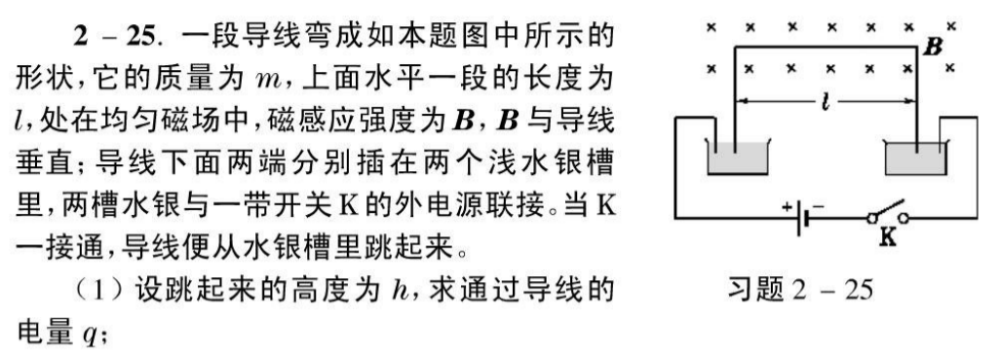 2 - 25. 一段导线弯成如本题图中所示的
形状,它的质量为 m,上面水平一段的长度为
l,处在均匀磁场中,磁感应强度为B, B 与导线
垂直;导线下面两端分别插在两个浅水银槽
里,两槽水银与一带开关K的外电源联接。当K
一接通,导线便从水银槽里跳起来。
(1)设跳起来的高度为 h,求通过导线的
电量 q;
× × × × × × ×
B
× × × × × × ×
l
+ -
K
习题 2 - 25